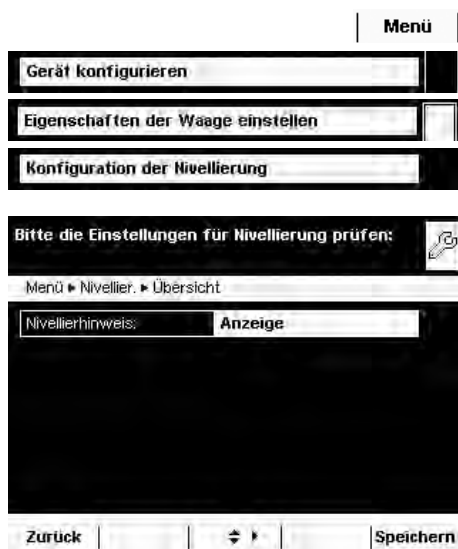 Menü
Gerät konfigurieren
Eigenschaften der Waage einstellen
Konfiguration der Nivellierung
Bitte die Einstellungen für Nivellierung prüfen:
Menü ▸ Nivellier. ▸ Übersicht
Nivellierhinweis: Anzeige
Zurück Speichern